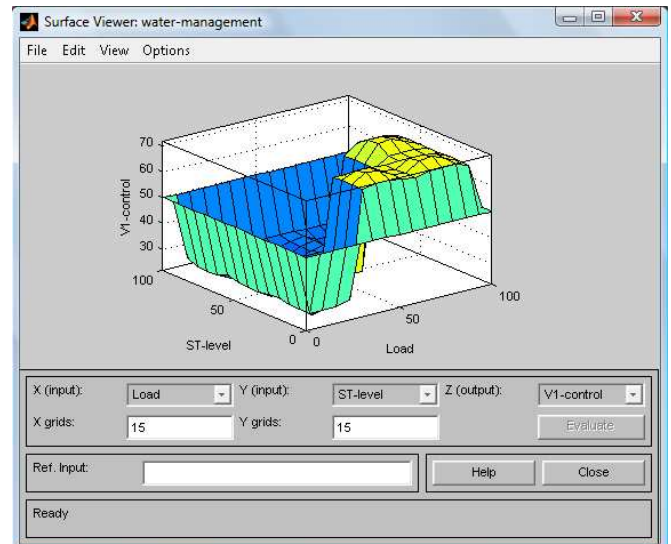 Surface Viewer: water-management
File Edit View Options
70
60
50
40
30
V1-control
100
50
0
ST-level
0
50
100
Load
X (input): Load Y (input): ST-level Z (output): V1-control
X grids: 15 Y grids: 15 Evaluate
Ref. Input: Help Close
Ready